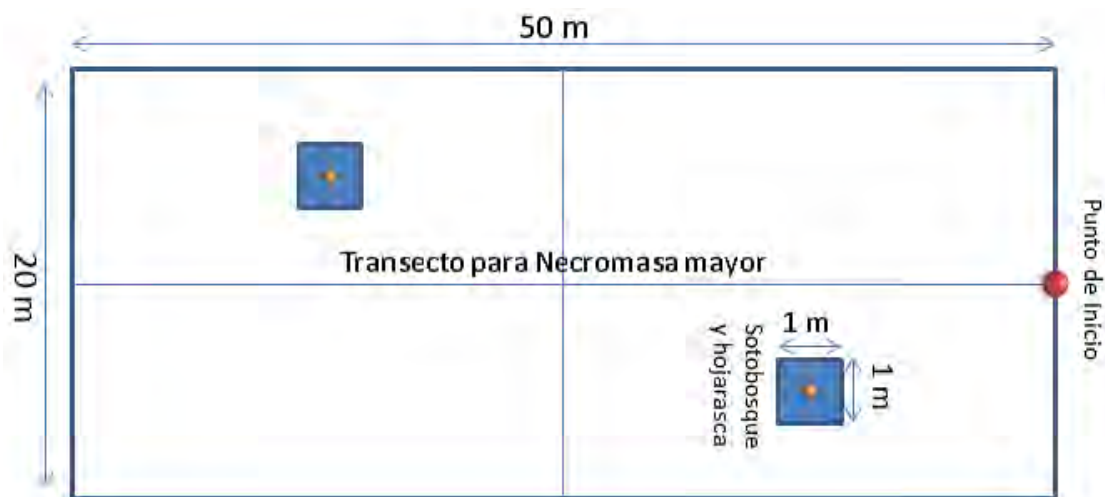 50 m
20 m
Transecto para Necromasa mayor
Punto de Inicio
Sotobosque
y hojarasca
1 m
1 m